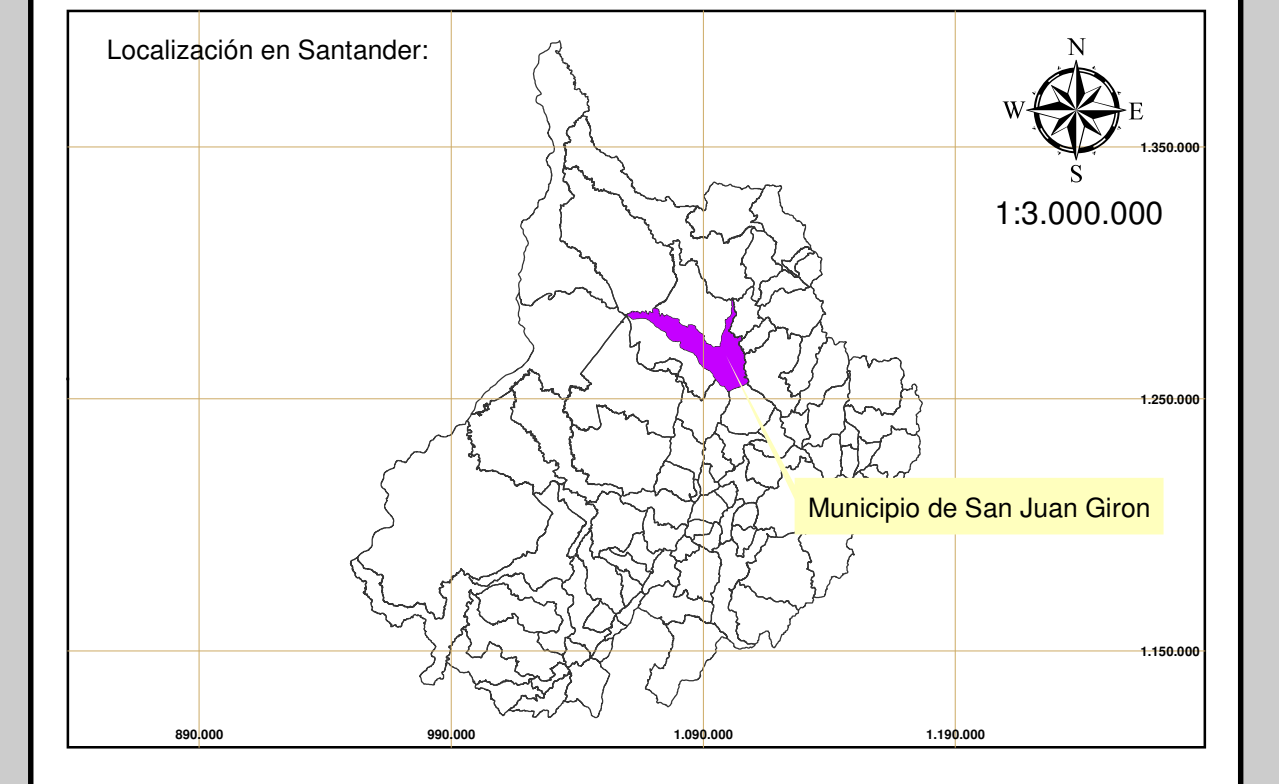 Localización en Santander:
N
W
E
S
1:3.000.000
1.350.000
1.250.000
Municipio de San Juan Giron
1.150.000
890.000
990.000
1.090.000
1.190.000